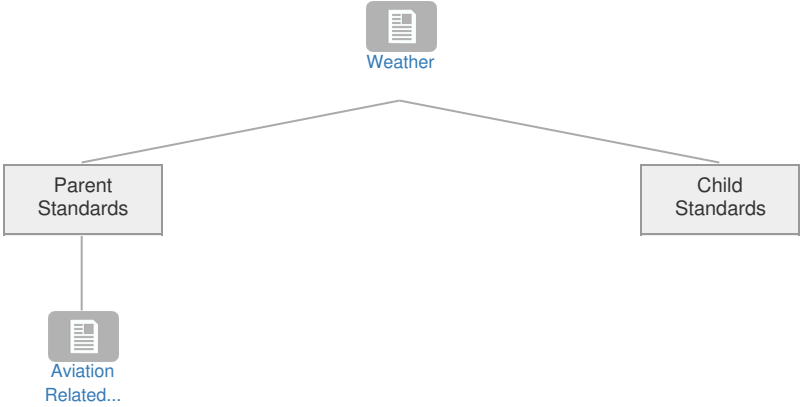 Weather
Parent
Standards
Child
Standards
Aviation
Related...